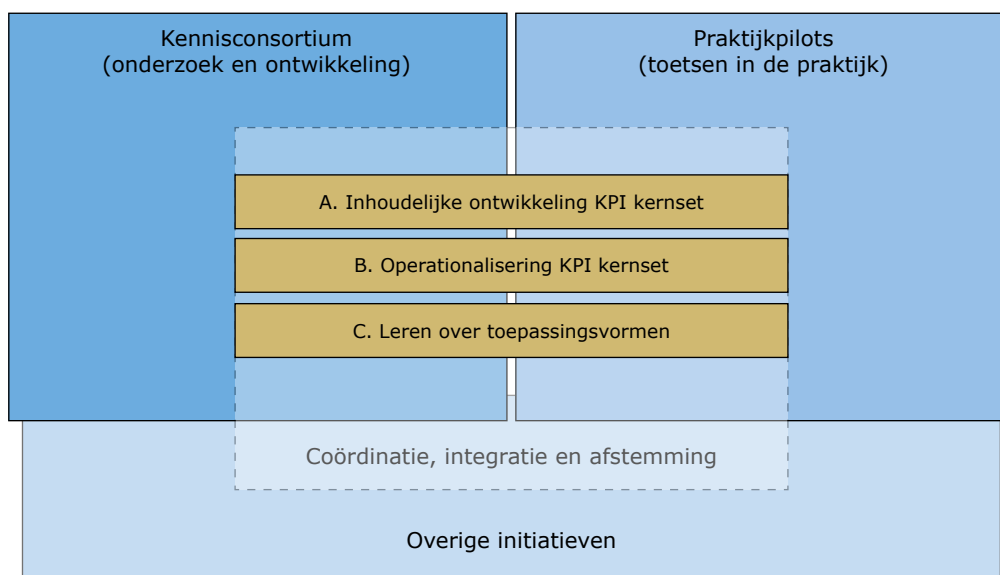 Kennisconsortium
(onderzoek en ontwikkeling)
Praktijkpilots
(toetsen in de praktijk)
A. Inhoudelijke ontwikkeling KPI kernset
B. Operationalisering KPI kernset
C. Leren over toepassingsvormen
Coördinatie, integratie en afstemming
Overige initiatieven